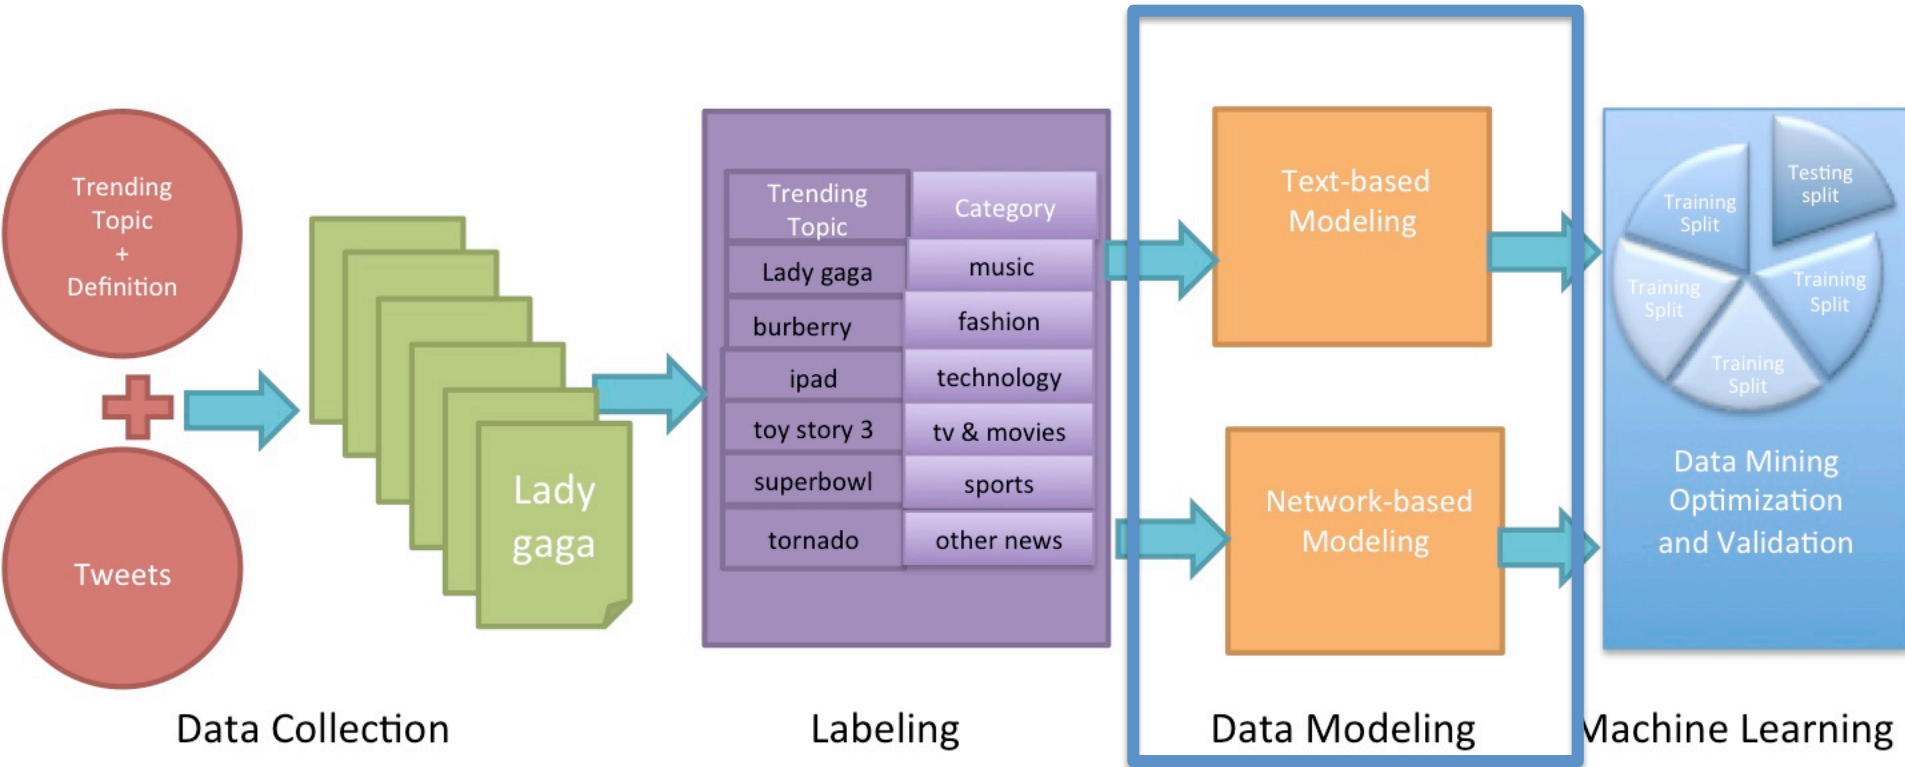 Trending
Topic
+
Definition
Tweets
Lady
gaga
Trending
Topic
Category
Lady gaga
music
burberry
fashion
ipad
technology
toy story 3
tv & movies
superbowl
sports
tornado
other news
Text-based
Modeling
Network-based
Modeling
Testing
split
Training
Split
Training
Split
Training
Split
Training
Split
Data Mining
Optimization
and Validation
Data Collection
Labeling
Data Modeling
Machine Learning